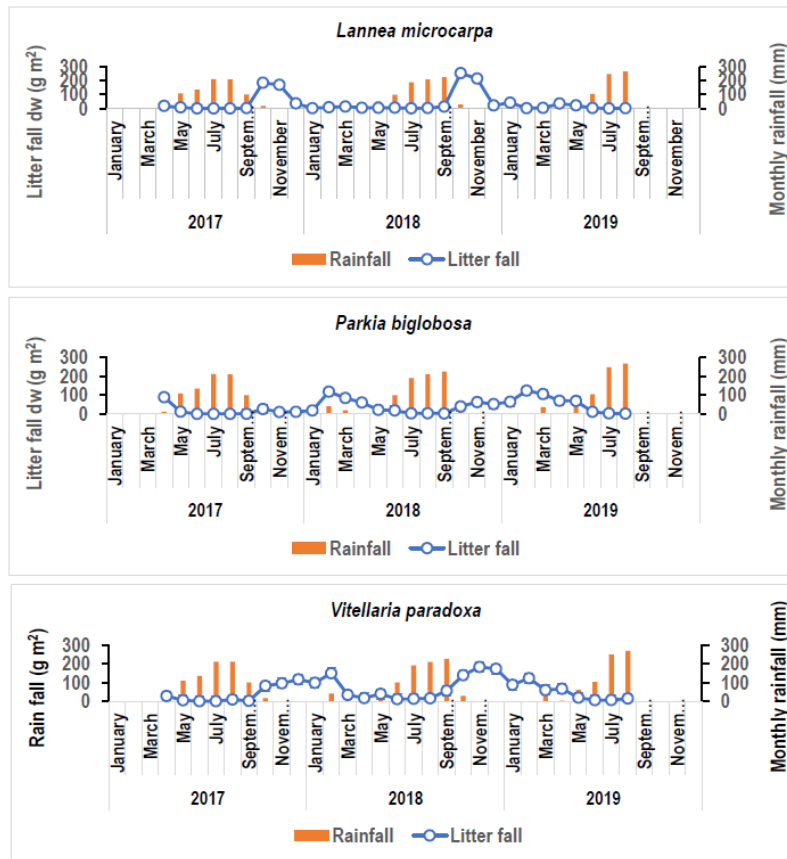 Lannea microcarpa
Litter fall dw (g m²)
300
200
100
0
300
200
100
0
Monthly rainfall (mm)
January
March
May
July
Septem...
November
January
March
May
July
Septem...
November
January
March
May
July
Septem...
November
2017
2018
2019
Rainfall
Litter fall
Parkia biglobosa
Litter fall dw (g m²)
300
200
100
0
300
200
100
0
Monthly rainfall (mm)
January
March
May
July
Septe...
Novem...
January
March
May
July
Septe...
Novem...
January
March
May
July
Septe...
Novem...
2017
2018
2019
Rainfall
Litter fall
Vitellaria paradoxa
Rain fall (g m²)
300
200
100
0
300
200
100
0
Monthly rainfall (mm)
January
March
May
July
Septem...
Novem...
January
March
May
July
Septem...
Novem...
January
March
May
July
Septem...
Novem...
2017
2018
2019
Rainfall
Litter fall